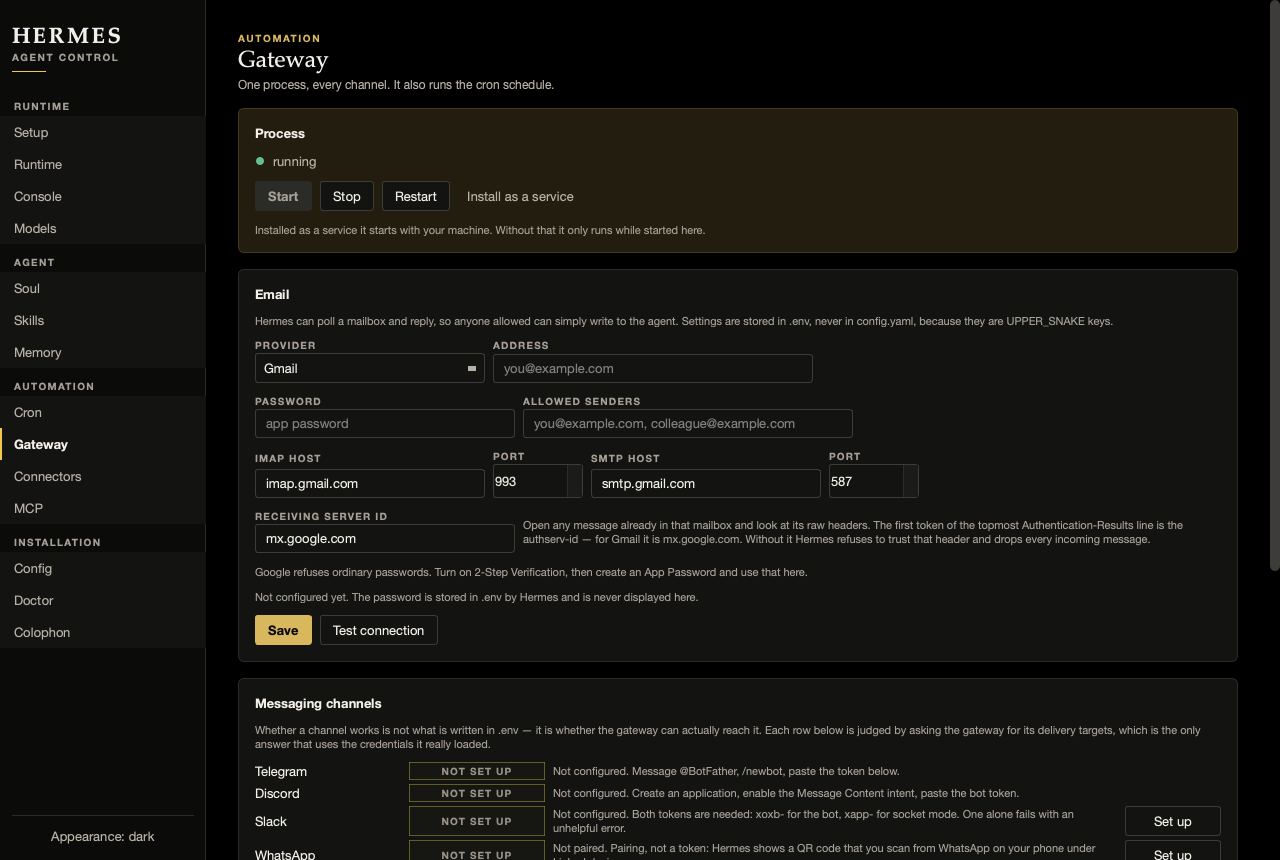 HERMES
AGENT CONTROL
RUNTIME
Setup
Runtime
Console
Models
AGENT
Soul
Skills
Memory
AUTOMATION
Cron
Gateway
Connectors
MCP
INSTALLATION
Config
Doctor
Colophon
Appearance: dark
AUTOMATION
Gateway
One process, every channel. It also runs the cron schedule.
Process
running
Start Stop Restart Install as a service
Installed as a service it starts with your machine. Without that it only runs while started here.
Email
Hermes can poll a mailbox and reply, so anyone allowed can simply write to the agent. Settings are stored in .env, never in config.yaml, because they are UPPER_SNAKE keys.
PROVIDER ADDRESS
Gmail you@example.com
PASSWORD ALLOWED SENDERS
app password you@example.com, colleague@example.com
IMAP HOST PORT SMTP HOST PORT
imap.gmail.com 993 smtp.gmail.com 587
RECEIVING SERVER ID
mx.google.com
Open any message already in that mailbox and look at its raw headers. The first token of the topmost Authentication-Results line is the
authserv-id — for Gmail it is mx.google.com. Without it Hermes refuses to trust that header and drops every incoming message.
Google refuses ordinary passwords. Turn on 2-Step Verification, then create an App Password and use that here.
Not configured yet. The password is stored in .env by Hermes and is never displayed here.
Save Test connection
Messaging channels
Whether a channel works is not what is written in .env — it is whether the gateway can actually reach it. Each row below is judged by asking the gateway for its delivery targets, which is the only
answer that uses the credentials it really loaded.
Telegram NOT SET UP Not configured. Message @BotFather, /newbot, paste the token below.
Discord NOT SET UP Not configured. Create an application, enable the Message Content intent, paste the bot token.
Slack NOT SET UP Not configured. Both tokens are needed: xoxb- for the bot, xapp- for socket mode. One alone fails with an
unhelpful error.
Set up
WhatsApp NOT SET UP Not paired. Pairing, not a token: Hermes shows a QR code that you scan from WhatsApp on your phone under
Set up